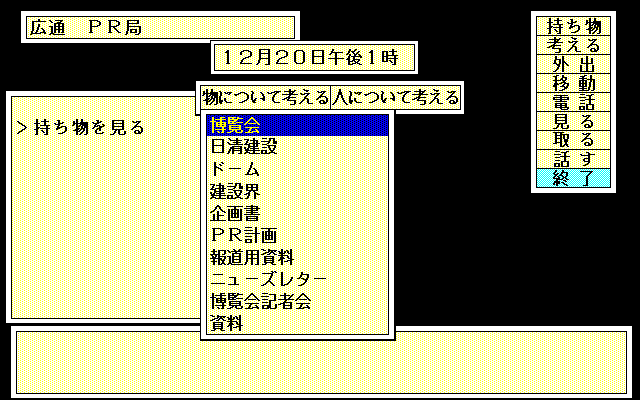 広通　ＰＲ局
１２月２０日午後１時
物について考える
人について考える
＞持ち物を見る
博覧会
日清建設
ドーム
建設界
企画書
ＰＲ計画
報道用資料
ニューズレター
博覧会記者会
資料
持ち物
考える
外出
移動
電話
見る
取る
話す
終了